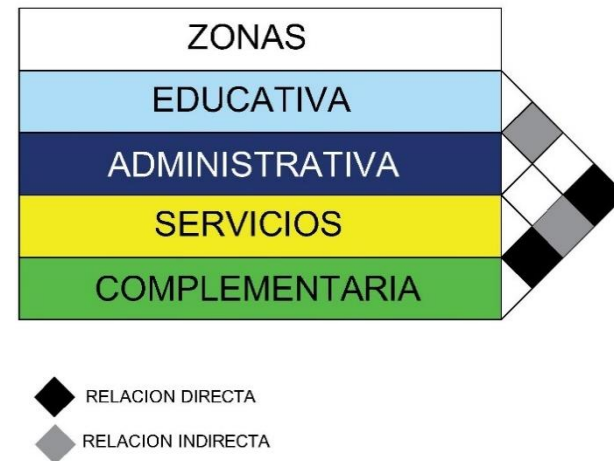 ZONAS
EDUCATIVA
ADMINISTRATIVA
SERVICIOS
COMPLEMENTARIA
RELACION DIRECTA
RELACION INDIRECTA